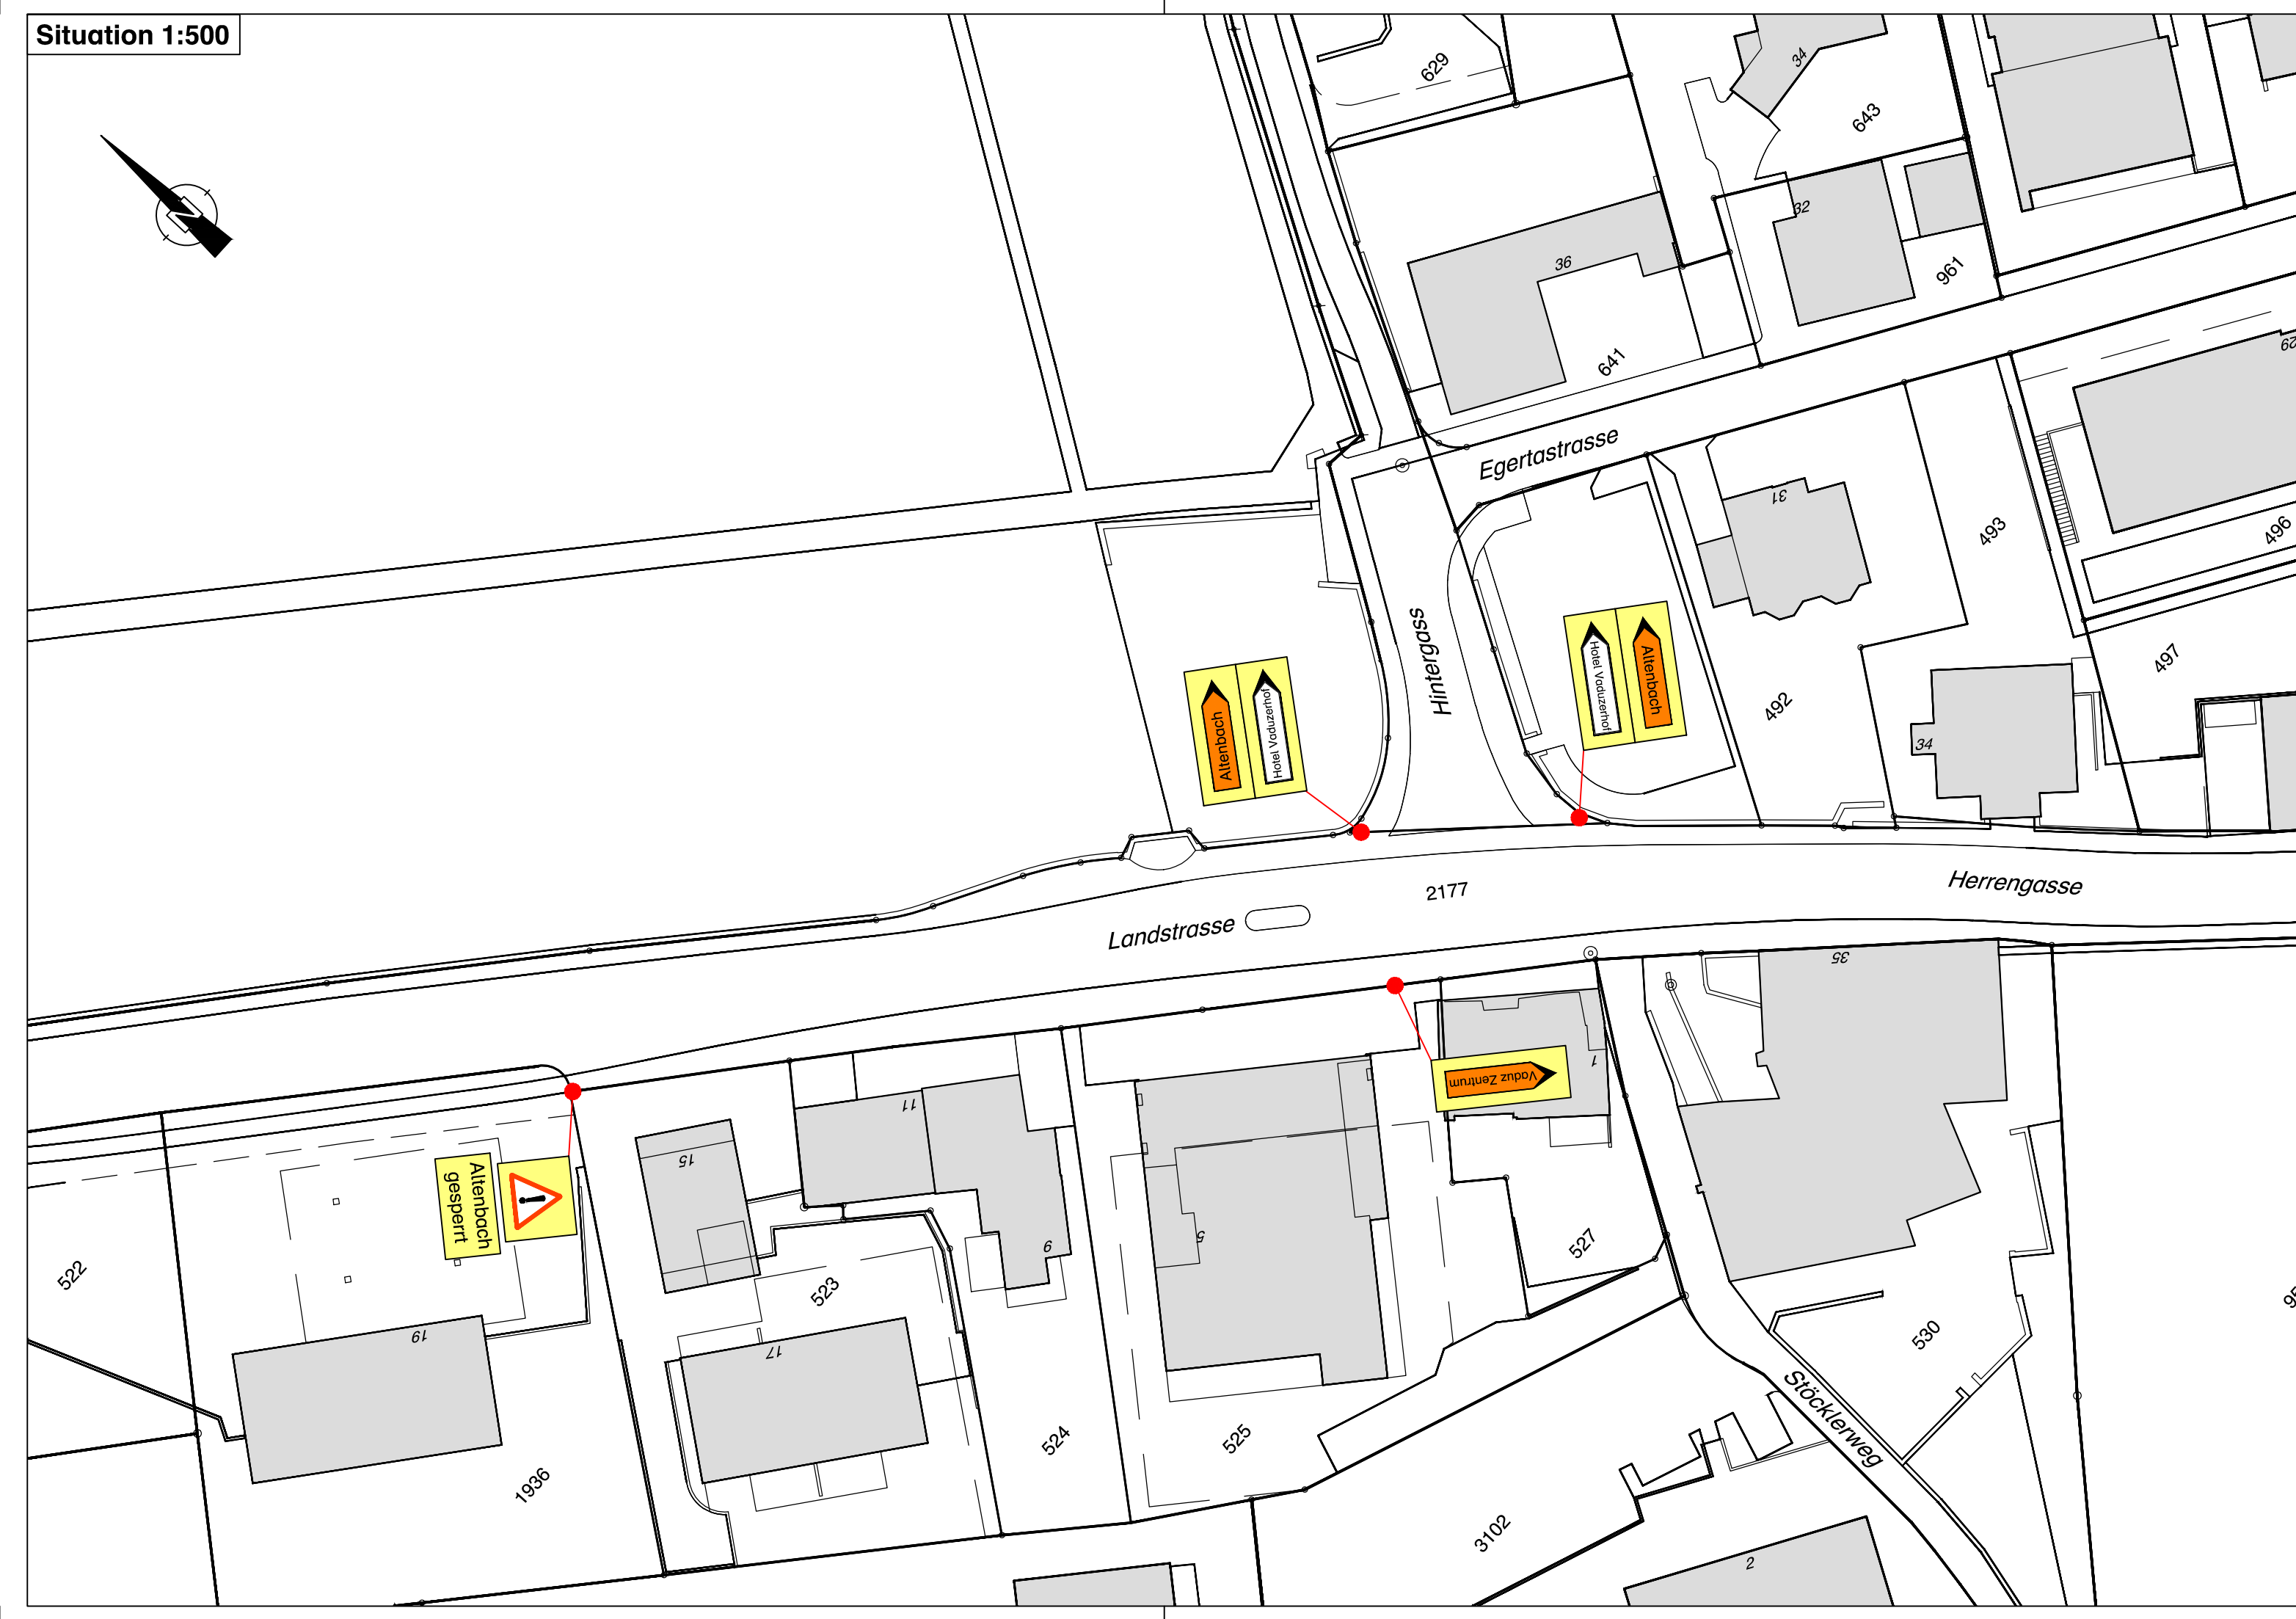 Situation 1:500
N
629
34
643
36
32
961
641
29
Egertastrasse
31
493
496
Hintergass
497
492
34
Altenbach
Hotel Vaduzerhof
Hotel Vaduzerhof
Altenbach
2177
Herrengasse
Landstrasse
35
1
Vaduz Zentrum
11
15
9
5
Altenbach
gesperrt
522
523
527
19
17
530
524
525
Stöcklerweg
1936
3102
2